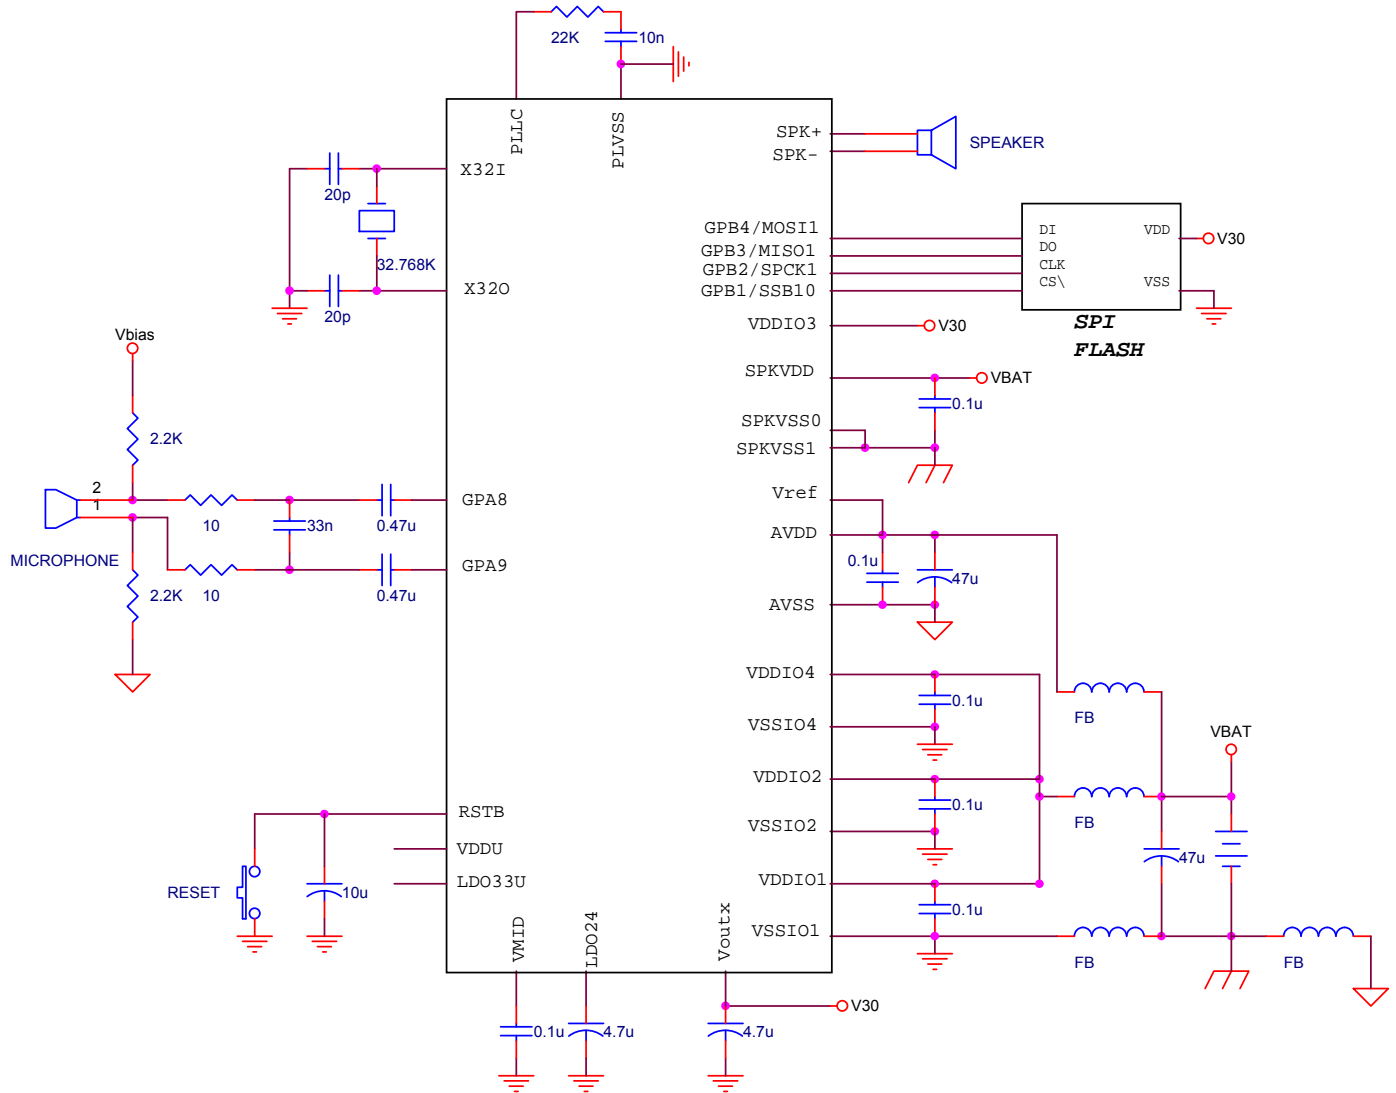 22K
10n
PLLC
PLVSS
SPK+
SPK-
SPEAKER
X32I
20p
32.768K
X32O
20p
GPB4/MOSI1
GPB3/MISO1
GPB2/SPCK1
GPB1/SSB10
DI
DO
CLK
CS\
VDD
VSS
V30
SPI
FLASH
VDDIO3
V30
Vbias
SPKVDD
VBAT
0.1u
SPKVSS0
SPKVSS1
2.2K
2
1
MICROPHONE
10
33n
0.47u
GPA8
2.2K
10
0.47u
GPA9
Vref
AVDD
0.1u
47u
AVSS
VDDIO4
0.1u
VSSIO4
FB
VBAT
VDDIO2
0.1u
VSSIO2
FB
47u
VDDIO1
0.1u
VSSIO1
FB
FB
RSTB
VDDU
LDO33U
RESET
10u
VMID
LDO24
Voutx
V30
0.1u
4.7u
4.7u